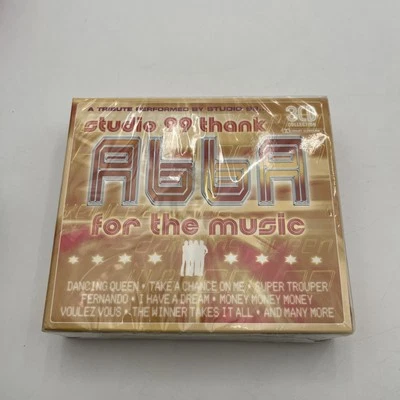 A TRIBUTE PERFORMED BY STUDIO 99
3CD
COLLECTION
studio 99 thank
AbbA
for the music
DANCING QUEEN • TAKE A CHANCE ON ME • SUPER TROUPER
FERNANDO • I HAVE A DREAM • MONEY MONEY MONEY
VOULEZ VOUS • THE WINNER TAKES IT ALL • AND MANY MORE